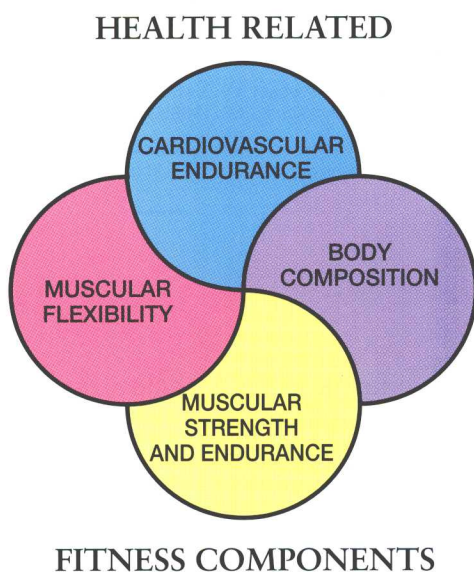 HEALTH RELATED
CARDIOVASCULAR
ENDURANCE
BODY
COMPOSITION
MUSCULAR
FLEXIBILITY
MUSCULAR
STRENGTH
AND ENDURANCE
FITNESS COMPONENTS